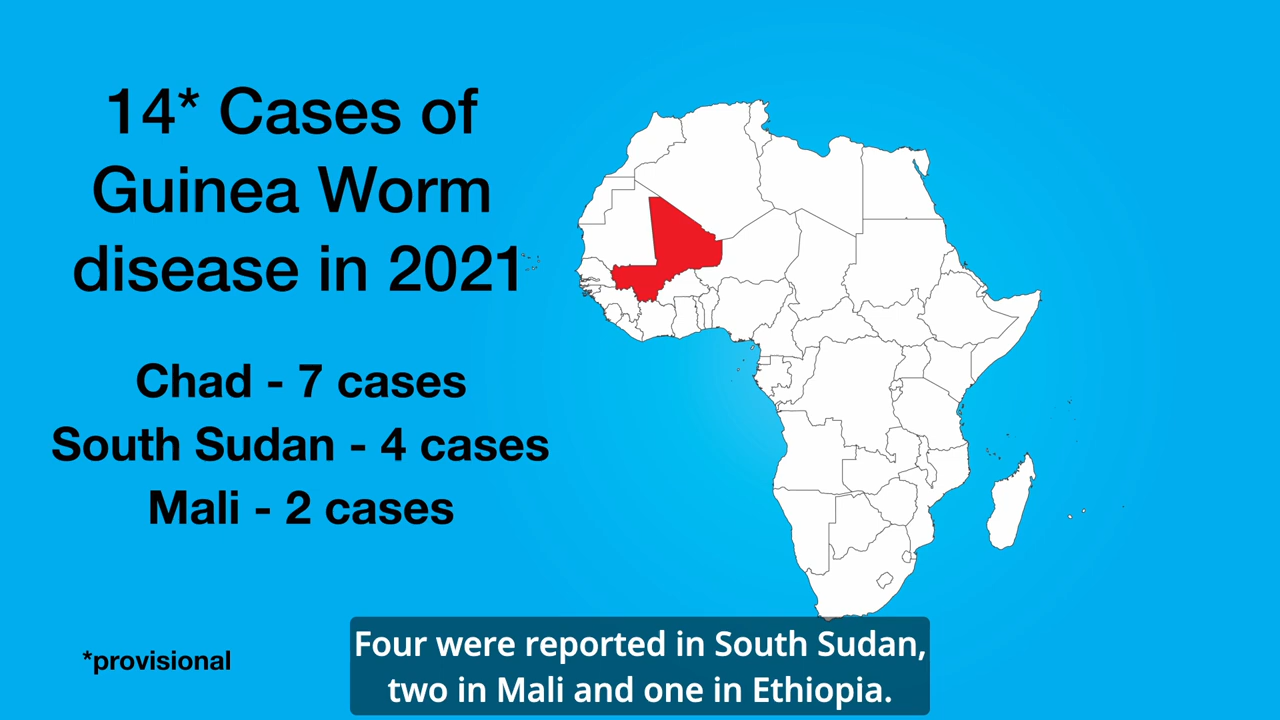 14* Cases of
Guinea Worm
disease in 2021
Chad - 7 cases
South Sudan - 4 cases
Mali - 2 cases
*provisional
Four were reported in South Sudan,
two in Mali and one in Ethiopia.